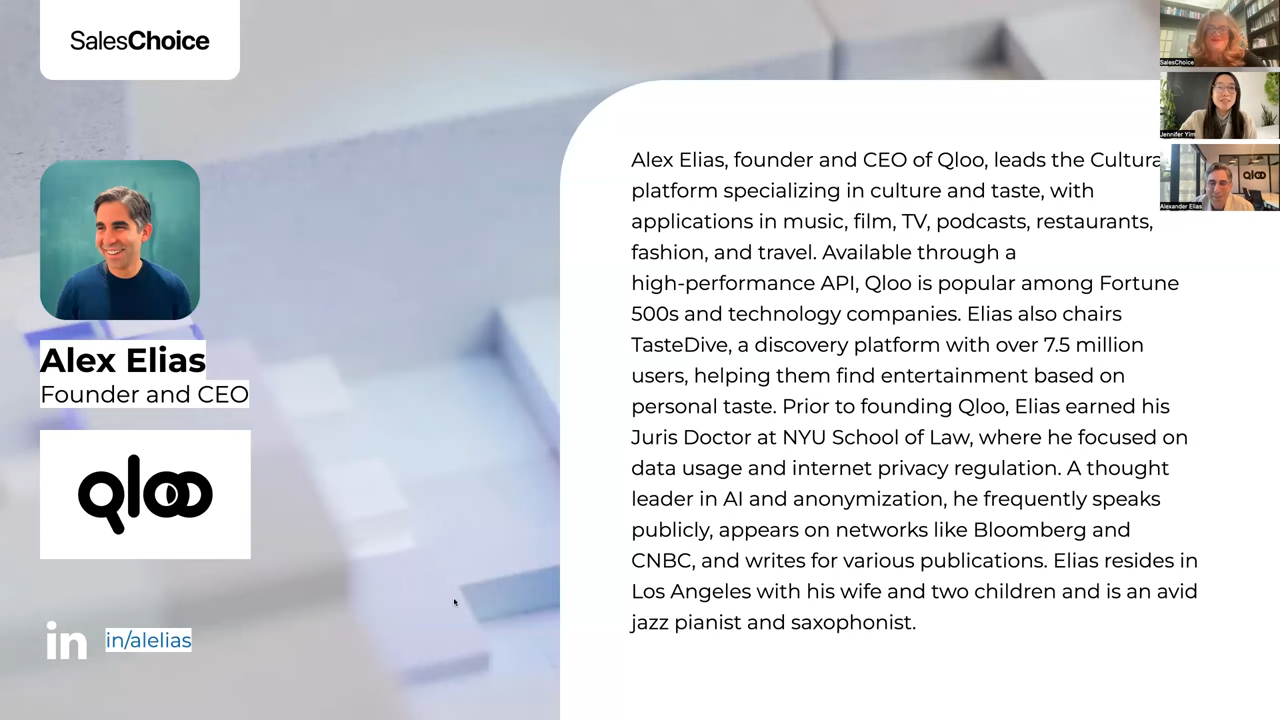 SalesChoice
SalesChoice
Jennifer Yim
qloo
Alexander Elias
Alex Elias, founder and CEO of Qloo, leads the Cultura
platform specializing in culture and taste, with
applications in music, film, TV, podcasts, restaurants,
fashion, and travel. Available through a
high-performance API, Qloo is popular among Fortune
500s and technology companies. Elias also chairs
TasteDive, a discovery platform with over 7.5 million
users, helping them find entertainment based on
personal taste. Prior to founding Qloo, Elias earned his
Juris Doctor at NYU School of Law, where he focused on
data usage and internet privacy regulation. A thought
leader in AI and anonymization, he frequently speaks
publicly, appears on networks like Bloomberg and
CNBC, and writes for various publications. Elias resides in
Los Angeles with his wife and two children and is an avid
jazz pianist and saxophonist.
Alex Elias
Founder and CEO
qloo
in
in/alelias